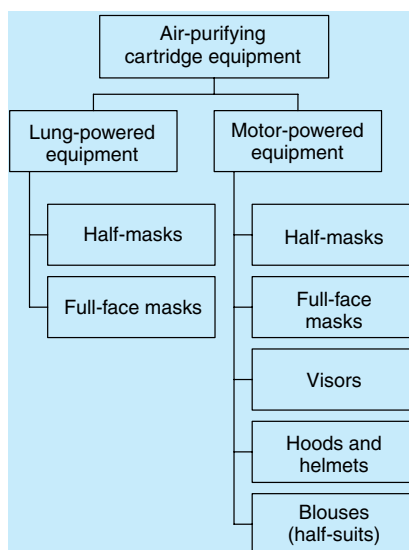 Air-purifying
cartridge equipment
Lung-powered
equipment
Motor-powered
equipment
Half-masks
Full-face masks
Half-masks
Full-face
masks
Visors
Hoods and
helmets
Blouses
(half-suits)